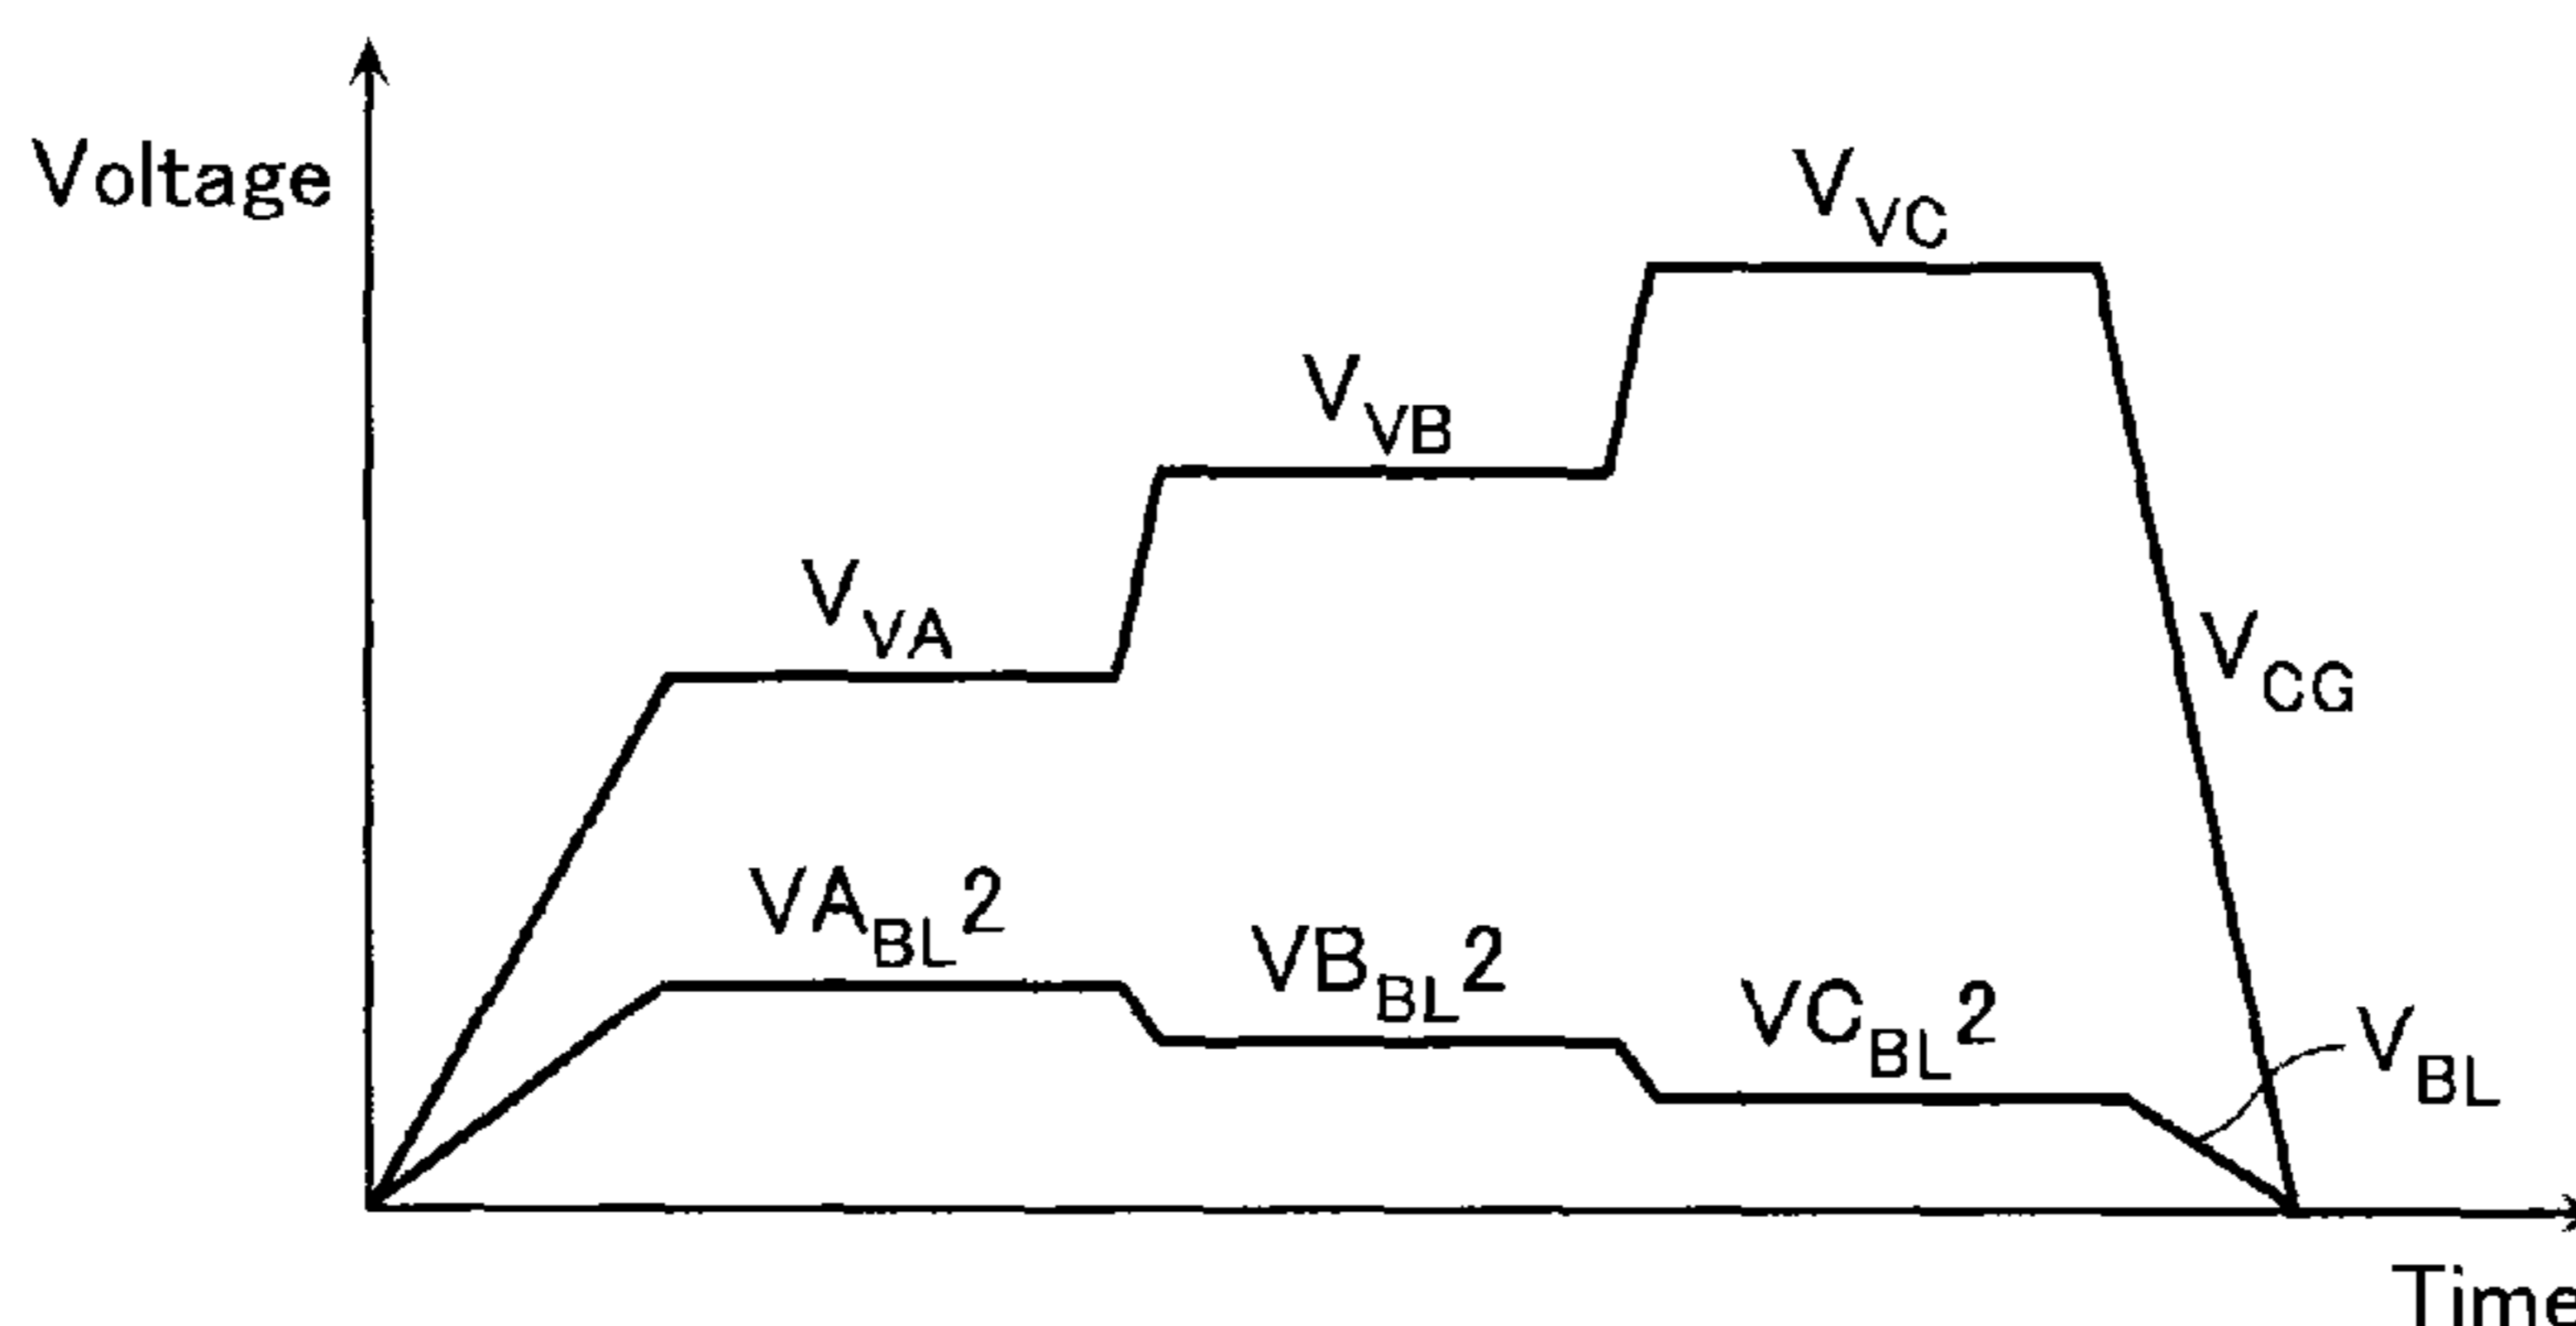 Voltage
V_VC
V_VB
V_VA
V_CG
VA_BL2
VB_BL2
VC_BL2
V_BL
Time